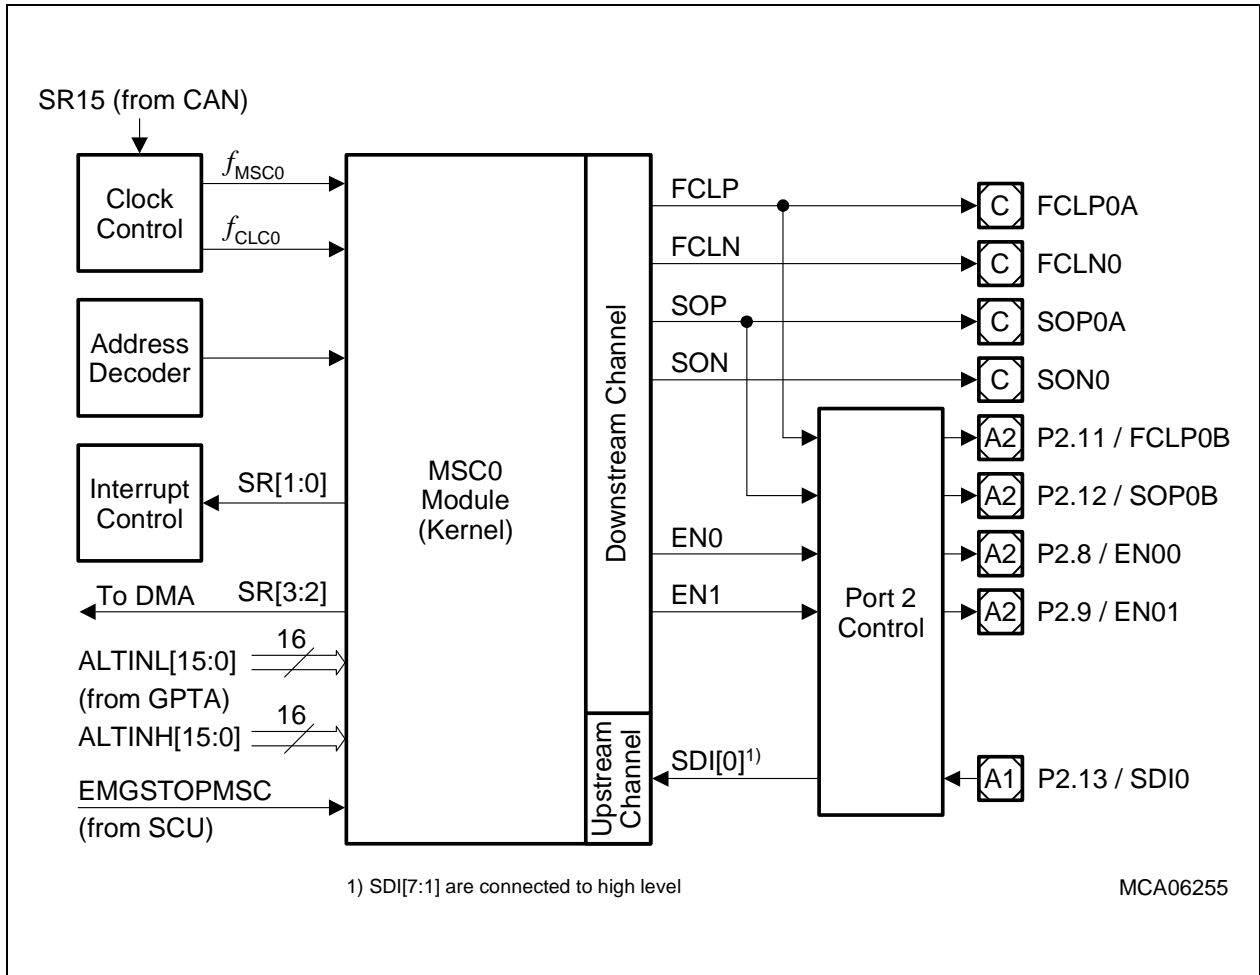 SR15 (from CAN)
Clock
Control
fMSC0
fCLC0
Address
Decoder
Interrupt
Control
SR[1:0]
To DMA
SR[3:2]
16
ALTINL[15:0]
(from GPTA)
16
ALTINH[15:0]
EMGSTOPMSC
(from SCU)
MSC0
Module
(Kernel)
Downstream Channel
Upstream
Channel
FCLP
FCLN
SOP
SON
EN0
EN1
SDI[0]1)
Port 2
Control
C FCLP0A
C FCLN0
C SOP0A
C SON0
A2 P2.11 / FCLP0B
A2 P2.12 / SOP0B
A2 P2.8 / EN00
A2 P2.9 / EN01
A1 P2.13 / SDI0
1) SDI[7:1] are connected to high level
MCA06255